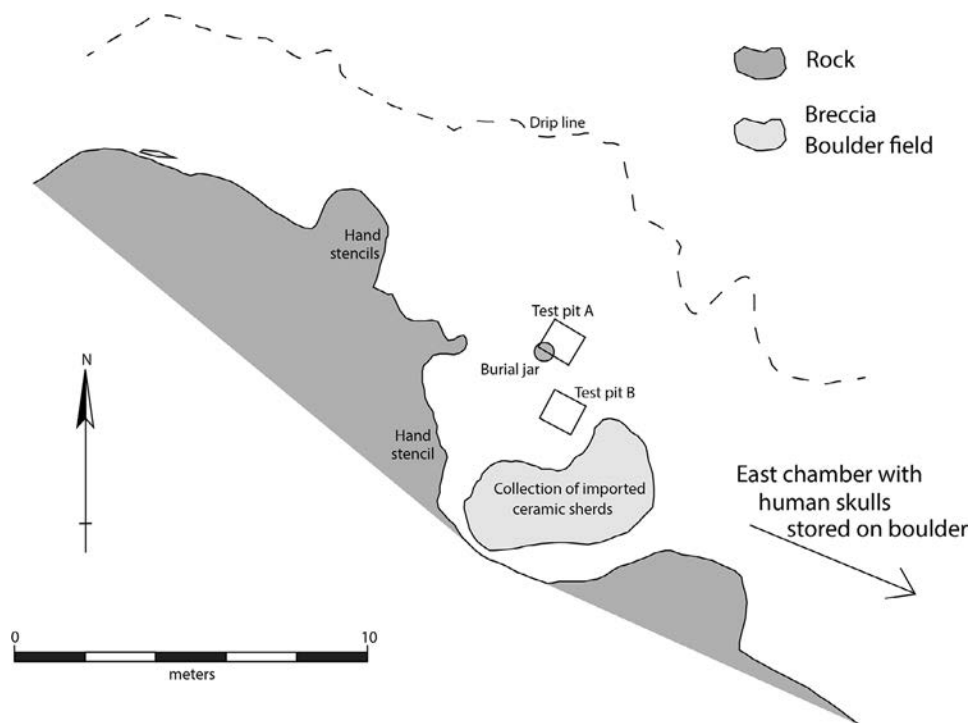 Rock
Breccia
Boulder field
Drip line
Hand
stencils
Test pit A
Burial jar
Test pit B
N
Hand
stencil
Collection of imported
ceramic sherds
East chamber with
human skulls
stored on boulder
0
10
meters